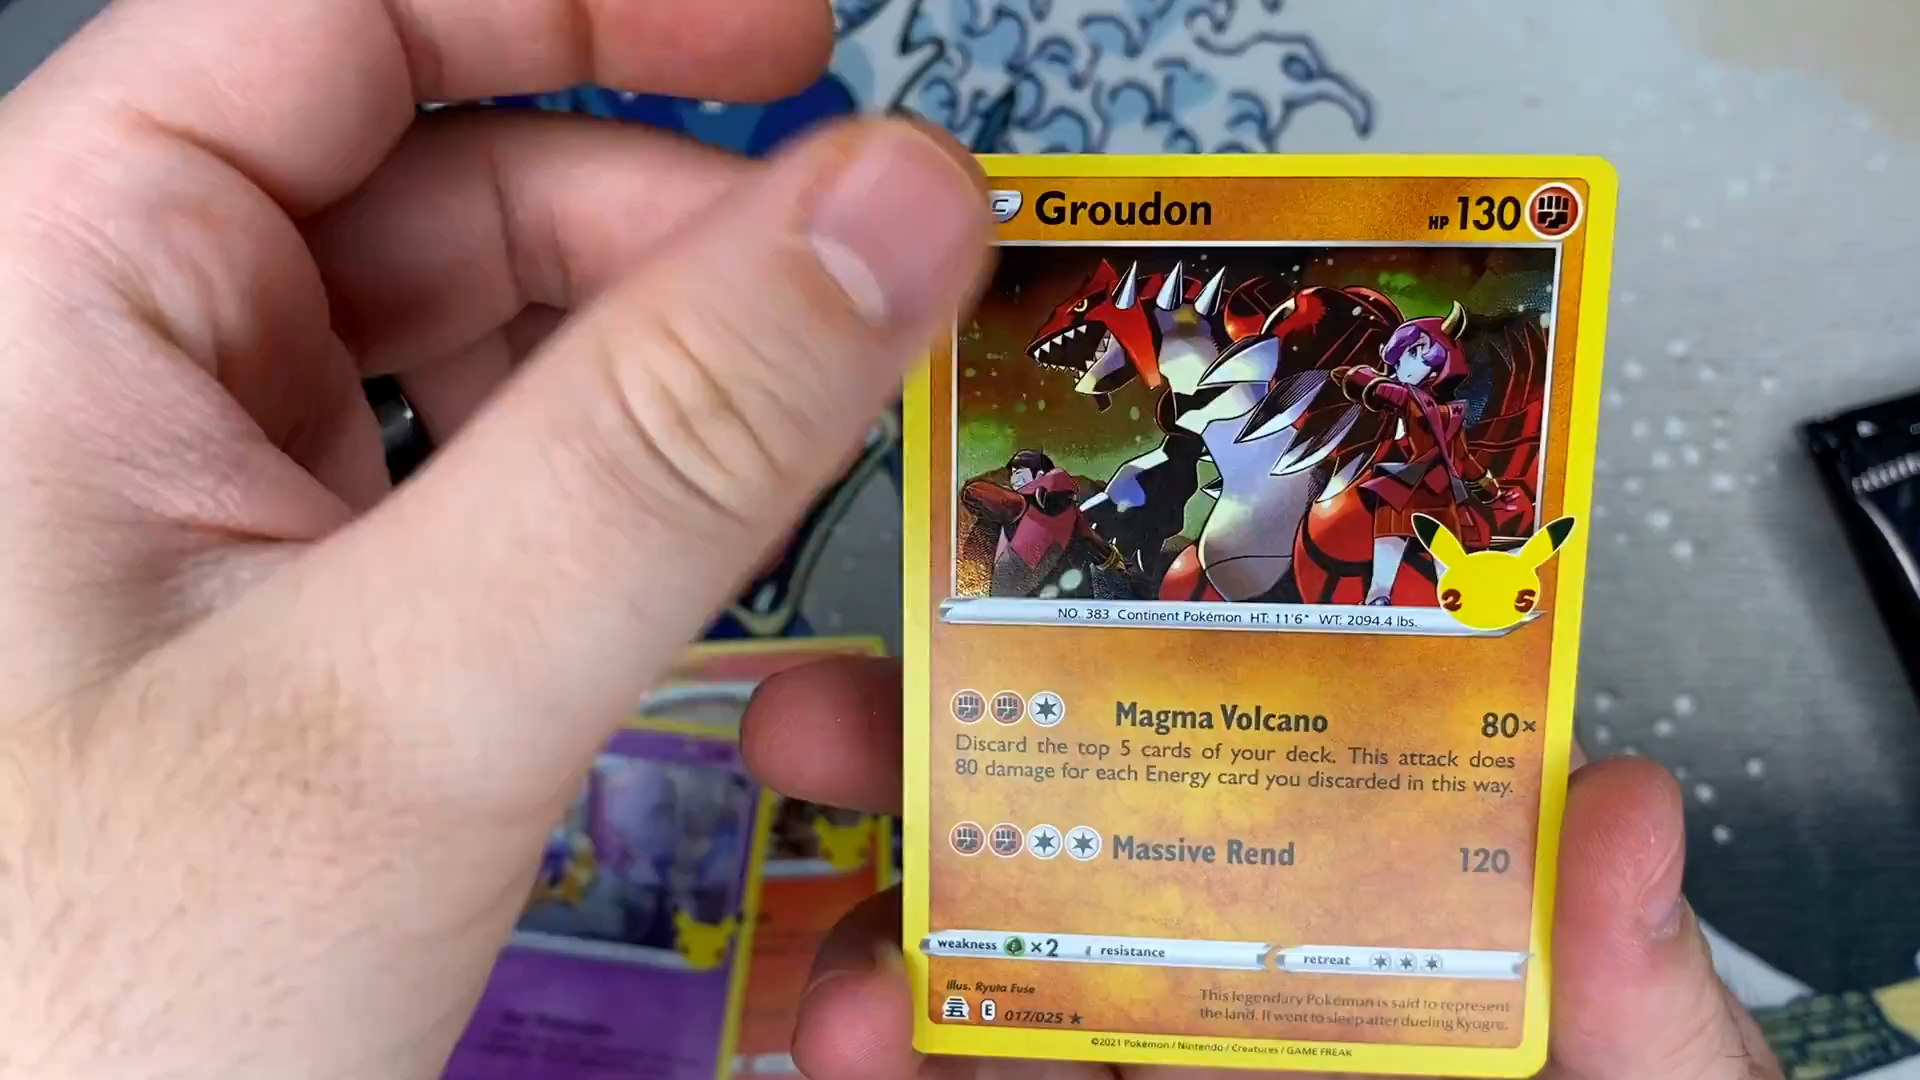 C Groudon HP 130
25
NO. 383 Continent Pokémon HT: 11'6" WT: 2094.4 lbs.
Magma Volcano 80×
Discard the top 5 cards of your deck. This attack does
80 damage for each Energy card you discarded in this way.
Massive Rend 120
weakness ×2 resistance retreat
Illus. Ryuta Fuse
E 017/025 ★
This legendary Pokémon is said to represent
the land. It went to sleep after dueling Kyogre.
©2021 Pokémon / Nintendo / Creatures / GAME FREAK